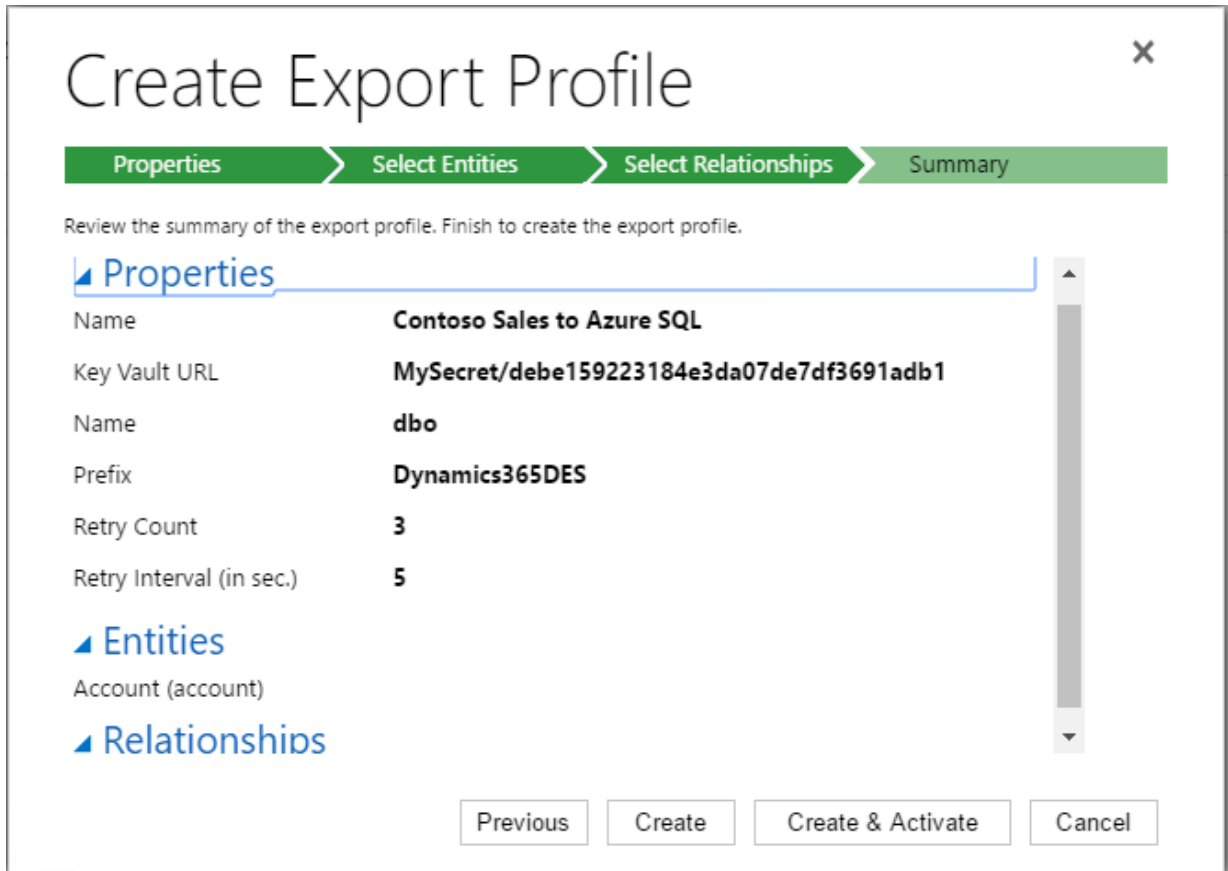 Create Export Profile
Properties Select Entities Select Relationships Summary
Review the summary of the export profile. Finish to create the export profile.
Properties
Name Contoso Sales to Azure SQL
Key Vault URL MySecret/debe159223184e3da07de7df3691adb1
Name dbo
Prefix Dynamics365DES
Retry Count 3
Retry Interval (in sec.) 5
Entities
Account (account)
Relationships
Previous Create Create & Activate Cancel